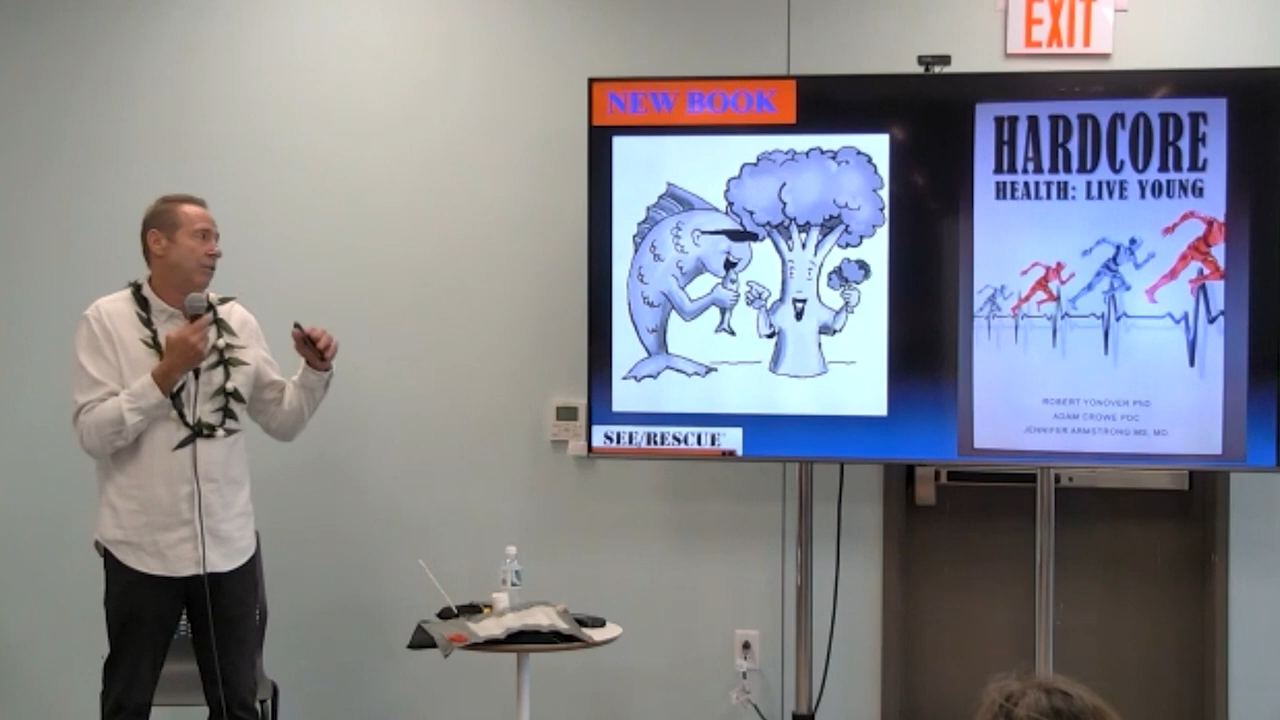 EXIT
NEW BOOK
HARDCORE
HEALTH: LIVE YOUNG
ROBERT YONOVER PhD
ADAM CROWE PDC
JENNIFER ARMSTRONG MS, MD.
SEE/RESCUE